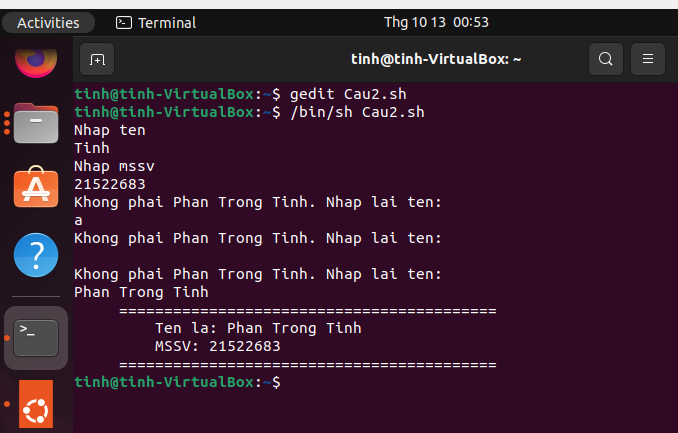 Activities
Terminal
Thg 10 13 00:53
tinh@tinh-VirtualBox: ~
tinh@tinh-VirtualBox:~$ gedit Cau2.sh
tinh@tinh-VirtualBox:~$ /bin/sh Cau2.sh
Nhap ten
Tinh
Nhap mssv
21522683
Khong phai Phan Trong Tinh. Nhap lai ten:
a
Khong phai Phan Trong Tinh. Nhap lai ten:
Khong phai Phan Trong Tinh. Nhap lai ten:
Phan Trong Tinh
==========================================
Ten la: Phan Trong Tinh
MSSV: 21522683
==========================================
tinh@tinh-VirtualBox:~$